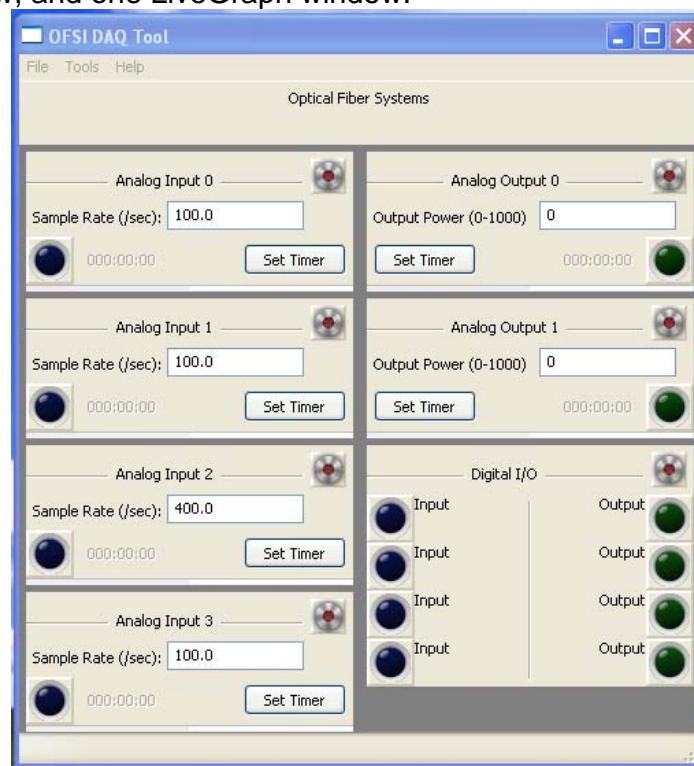 w, and one LiveGraph window.
OFSI DAQ Tool
File Tools Help
Optical Fiber Systems
Analog Input 0
Sample Rate (/sec): 100.0
000:00:00 Set Timer
Analog Output 0
Output Power (0-1000) 0
Set Timer 000:00:00
Analog Input 1
Sample Rate (/sec): 100.0
000:00:00 Set Timer
Analog Output 1
Output Power (0-1000) 0
Set Timer 000:00:00
Analog Input 2
Sample Rate (/sec): 400.0
000:00:00 Set Timer
Analog Input 3
Sample Rate (/sec): 100.0
000:00:00 Set Timer
Digital I/O
Input Output
Input Output
Input Output
Input Output